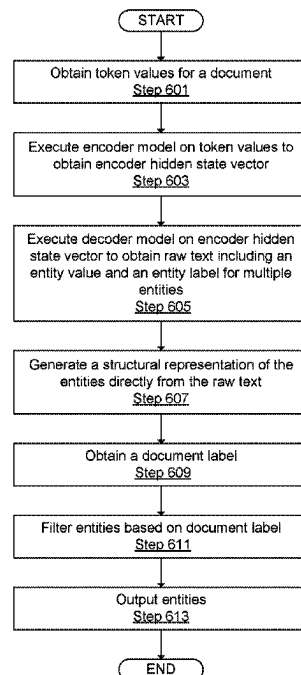 START
Obtain token values for a document
Step 601
Execute encoder model on token values to
obtain encoder hidden state vector
Step 603
Execute decoder model on encoder hidden
state vector to obtain raw text including an
entity value and an entity label for multiple
entities
Step 605
Generate a structural representation of the
entities directly from the raw text
Step 607
Obtain a document label
Step 609
Filter entities based on document label
Step 611
Output entities
Step 613
END